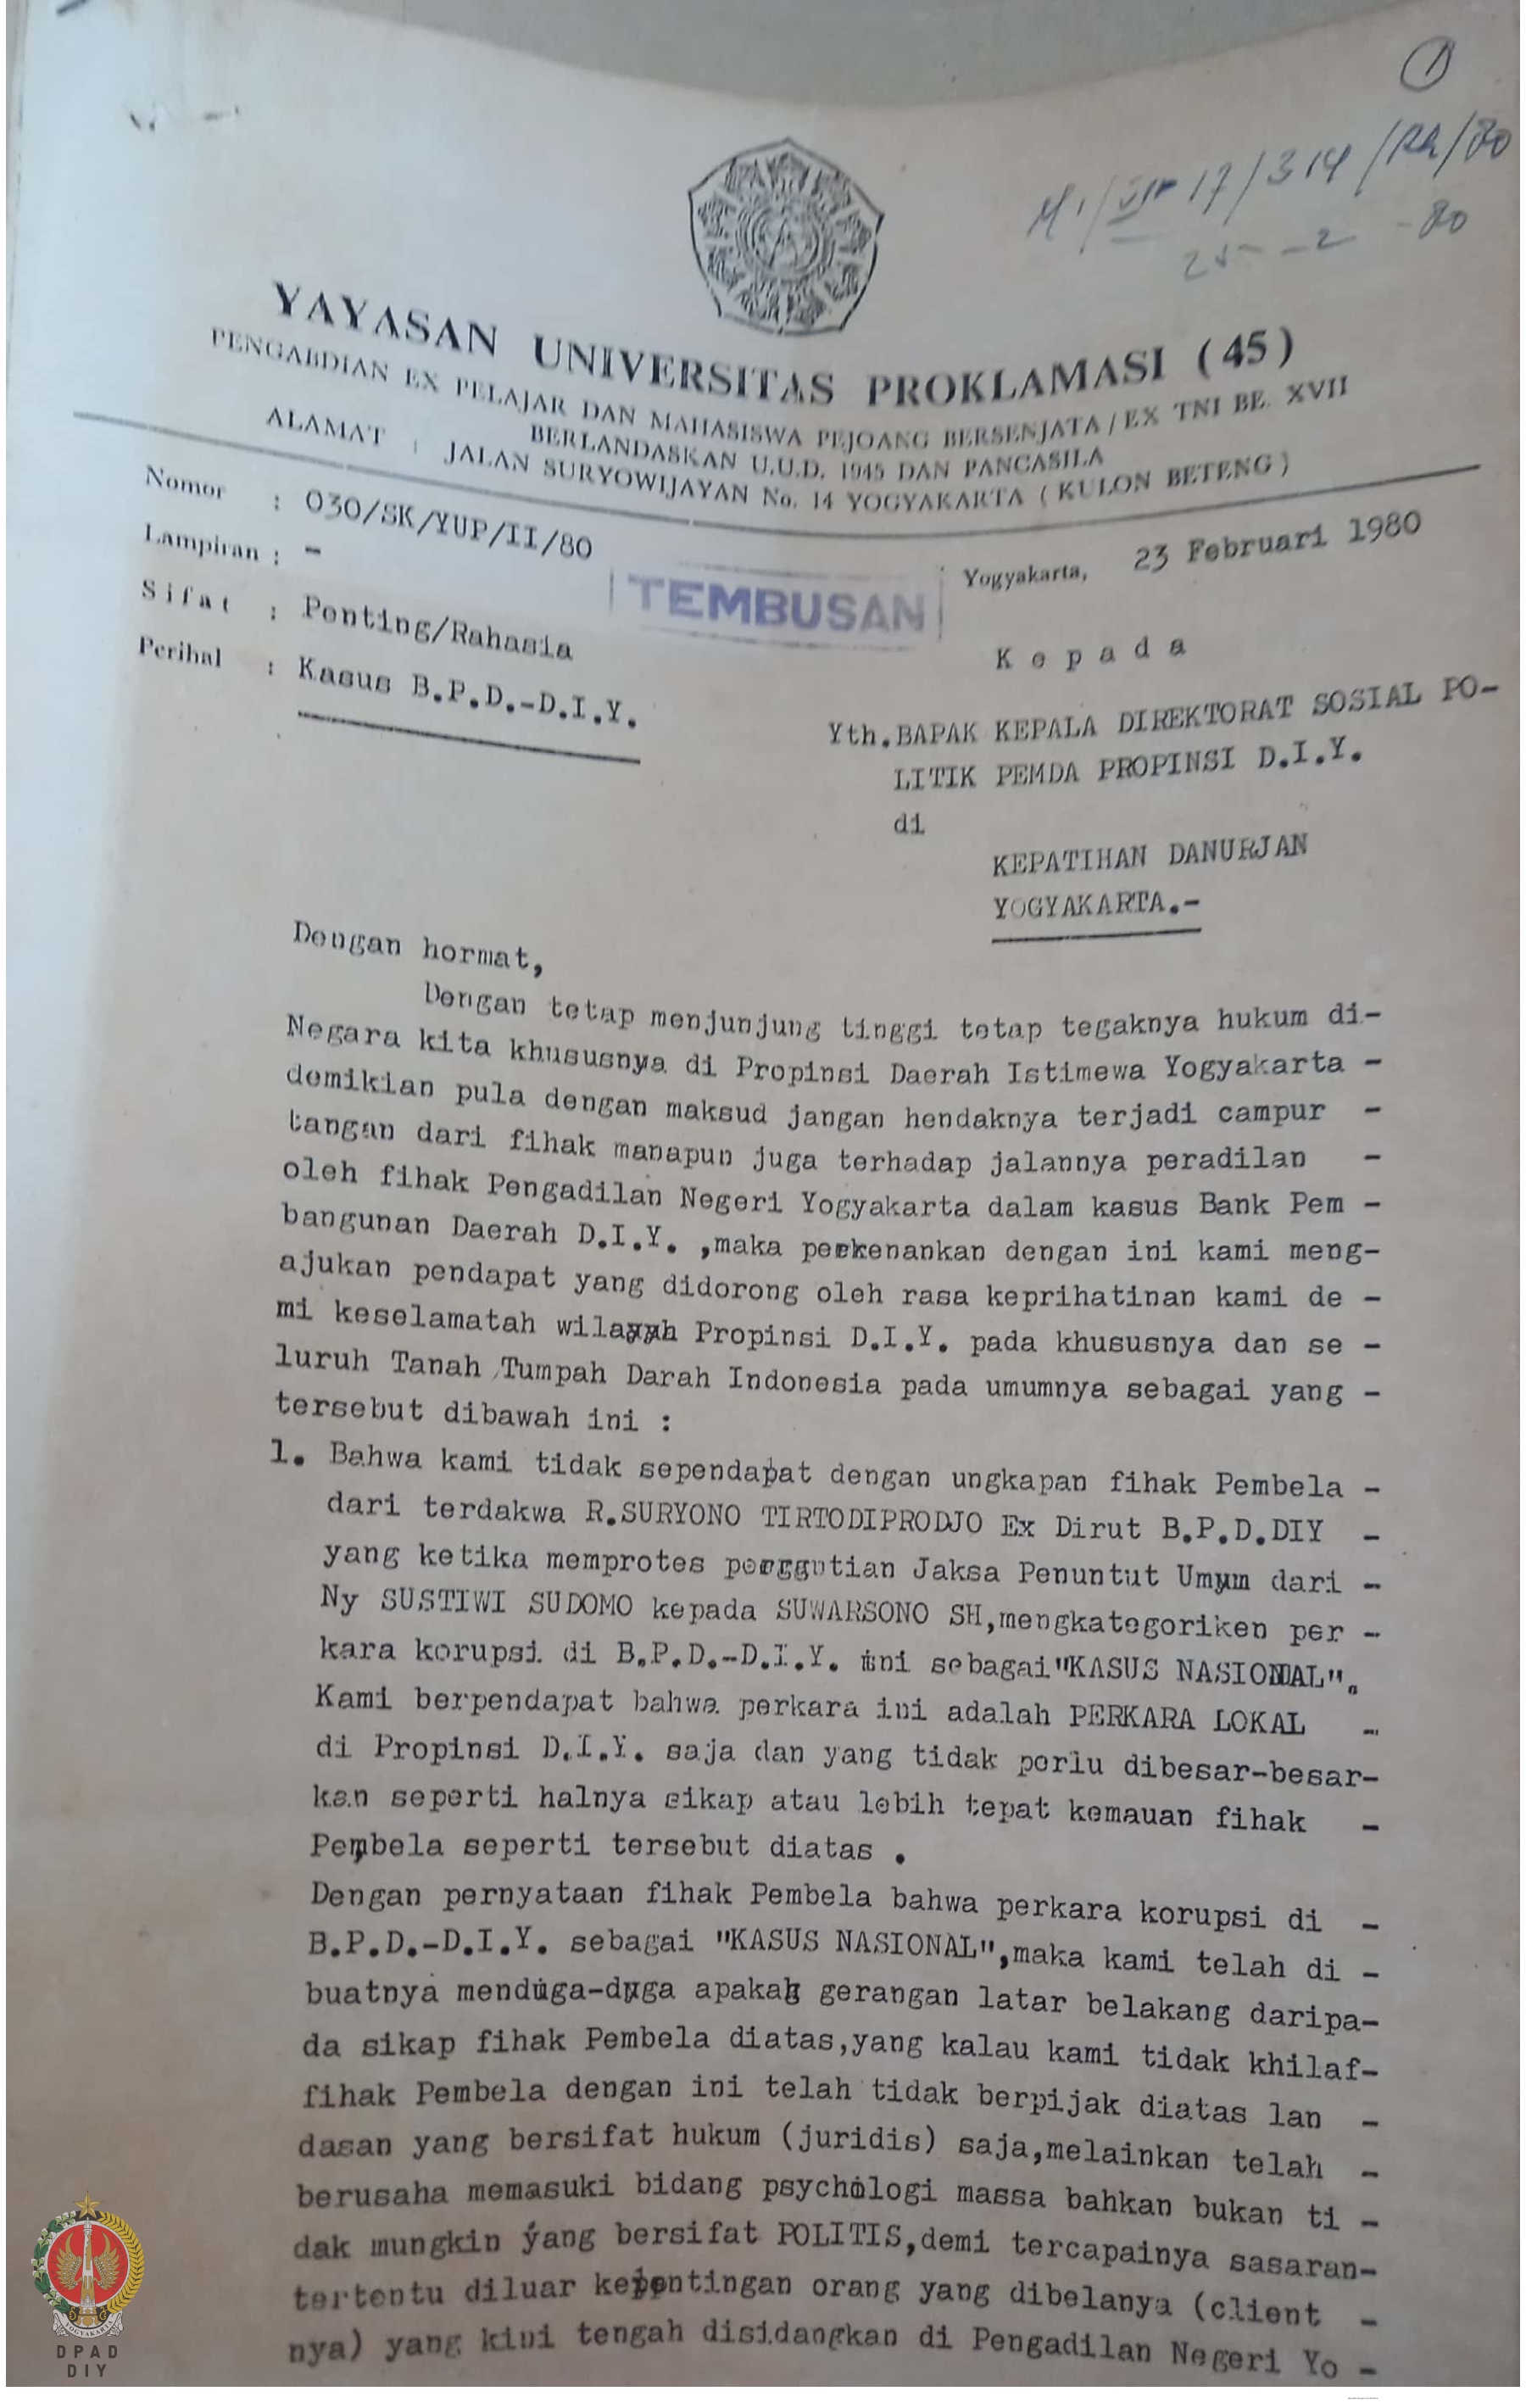 1
17/314/RA/80
25-2-80
YAYASAN UNIVERSITAS PROKLAMASI (45)
PENGABDIAN EX PELAJAR DAN MAHASISWA PEJOANG BERSENJATA / EX TNI BE. XVII
BERLANDASKAN U.U.D. 1945 DAN PANCASILA
ALAMAT : JALAN SURYOWIJAYAN No. 14 YOGYAKARTA ( KULON BETENG )
Nomor : 030/SK/YUP/II/80
Lampiran : -
Yogyakarta, 23 Februari 1980
TEMBUSAN
Sifat : Penting/Rahasia
Perihal : Kasus B.P.D.-D.I.Y.
Kepada
Yth.BAPAK KEPALA DIREKTORAT SOSIAL PO-
LITIK PEMDA PROPINSI D.I.Y.
di
KEPATIHAN DANURJAN
YOGYAKARTA.-
Dengan hormat,
Dengan tetap menjunjung tinggi tetap tegaknya hukum di-
Negara kita khususnya di Propinsi Daerah Istimewa Yogyakarta -
demikian pula dengan maksud jangan hendaknya terjadi campur -
tangan dari fihak manapun juga terhadap jalannya peradilan -
oleh fihak Pengadilan Negeri Yogyakarta dalam kasus Bank Pem -
bangunan Daerah D.I.Y. ,maka perkenankan dengan ini kami meng-
ajukan pendapat yang didorong oleh rasa keprihatinan kami de -
mi keselamatah wilayah Propinsi D.I.Y. pada khususnya dan se -
luruh Tanah Tumpah Darah Indonesia pada umumnya sebagai yang -
tersebut dibawah ini :
1. Bahwa kami tidak sependapat dengan ungkapan fihak Pembela -
dari terdakwa R.SURYONO TIRTODIPRODJO Ex Dirut B.P.D.DIY -
yang ketika memprotes penggntian Jaksa Penuntut Umum dari -
Ny SUSTIWI SUDOMO kepada SUWARSONO SH,mengkategoriken per -
kara korupsi di B.P.D.-D.I.Y. ini sebagai"KASUS NASIONAL".
Kami berpendapat bahwa perkara ini adalah PERKARA LOKAL -
di Propinsi D.I.Y. saja dan yang tidak perlu dibesar-besar-
kan seperti halnya sikap atau lebih tepat kemauan fihak -
Pembela seperti tersebut diatas .
Dengan pernyataan fihak Pembela bahwa perkara korupsi di -
B.P.D.-D.I.Y. sebagai "KASUS NASIONAL",maka kami telah di -
buatnya menduga-duga apakah gerangan latar belakang daripa-
da sikap fihak Pembela diatas,yang kalau kami tidak khilaf-
fihak Pembela dengan ini telah tidak berpijak diatas lan -
dasan yang bersifat hukum (juridis) saja,melainkan telah -
berusaha memasuki bidang psychologi massa bahkan bukan ti -
dak mungkin yang bersifat POLITIS,demi tercapainya sasaran-
tertentu diluar kepentingan orang yang dibelanya (client -
nya) yang kini tengah disidangkan di Pengadilan Negeri Yo -
YOGYAKARTA
DPAD
DIY